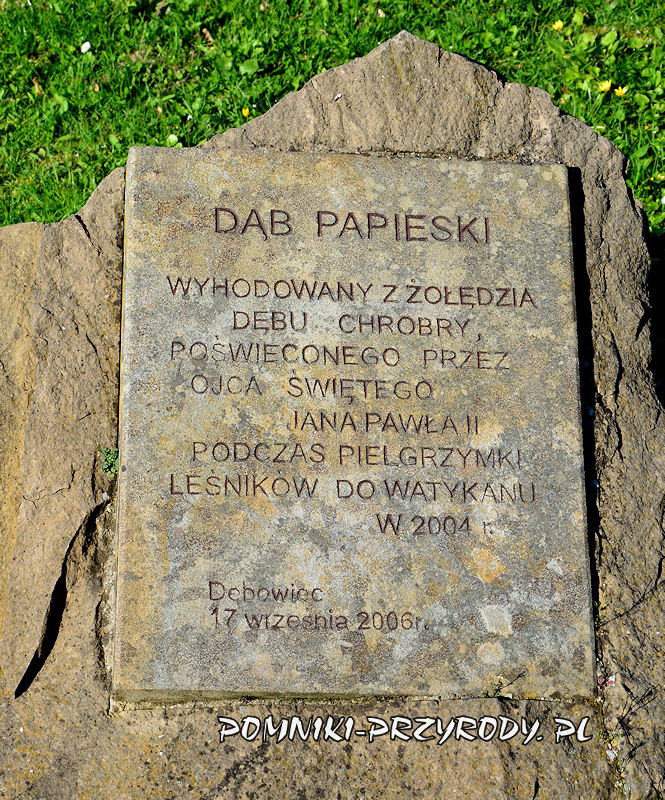 DĄB PAPIESKI
WYHODOWANY Z ŻOŁĘDZIA
DĘBU CHROBRY,
POŚWIĘCONEGO PRZEZ
OJCA ŚWIĘTEGO
JANA PAWŁA II
PODCZAS PIELGRZYMKI
LEŚNIKÓW DO WATYKANU
W 2004 r.
Dębowiec
17 września 2006r.
POMNIKI-PRZYRODY.PL